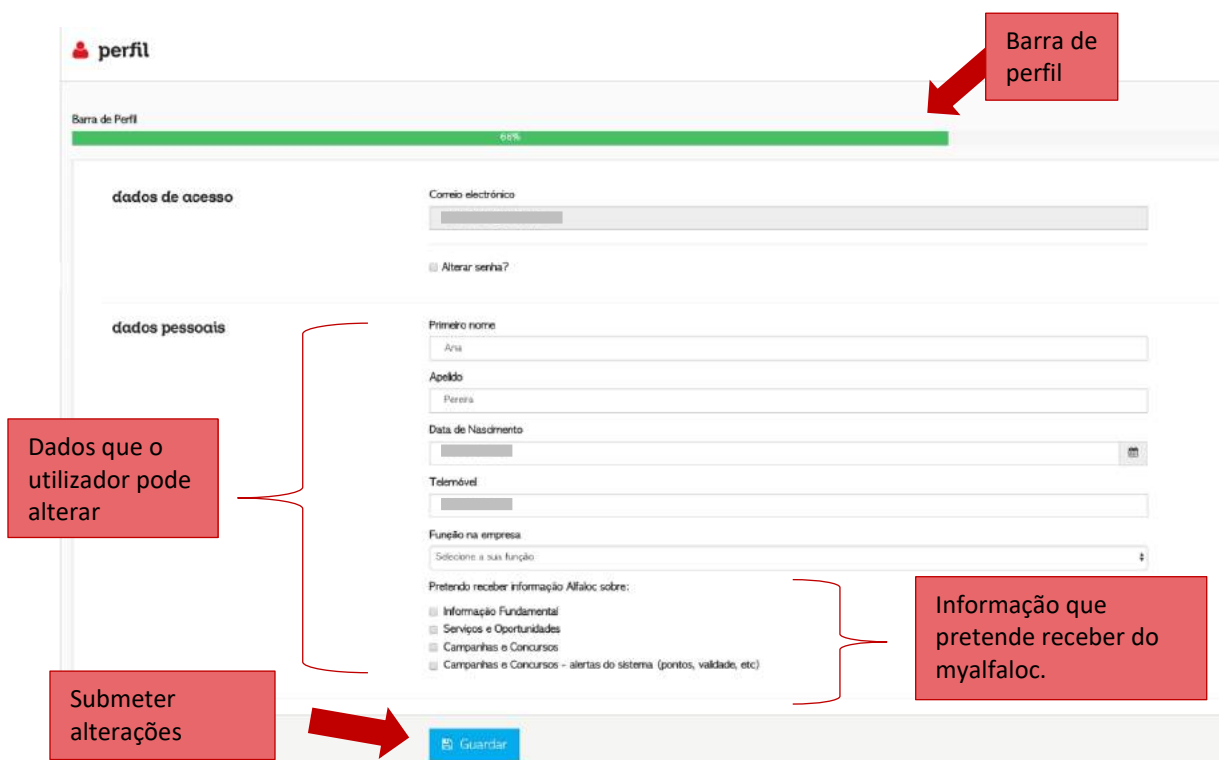 perfil
Barra de
perfil
Barra de Perfil
68%
dados de acesso
Correio electrónico
Alterar senha?
dados pessoais
Primeiro nome
Ana
Apelido
Pereira
Data de Nascimento
Dados que o
utilizador pode
alterar
Telemóvel
Função na empresa
Selecione a sua função
Pretendo receber informação Alfaloc sobre:
Informação Fundamental
Serviços e Oportunidades
Campanhas e Concursos
Campanhas e Concursos - alertas do sistema (pontos, validade, etc)
Informação que
pretende receber do
myalfaloc.
Submeter
alterações
Guardar